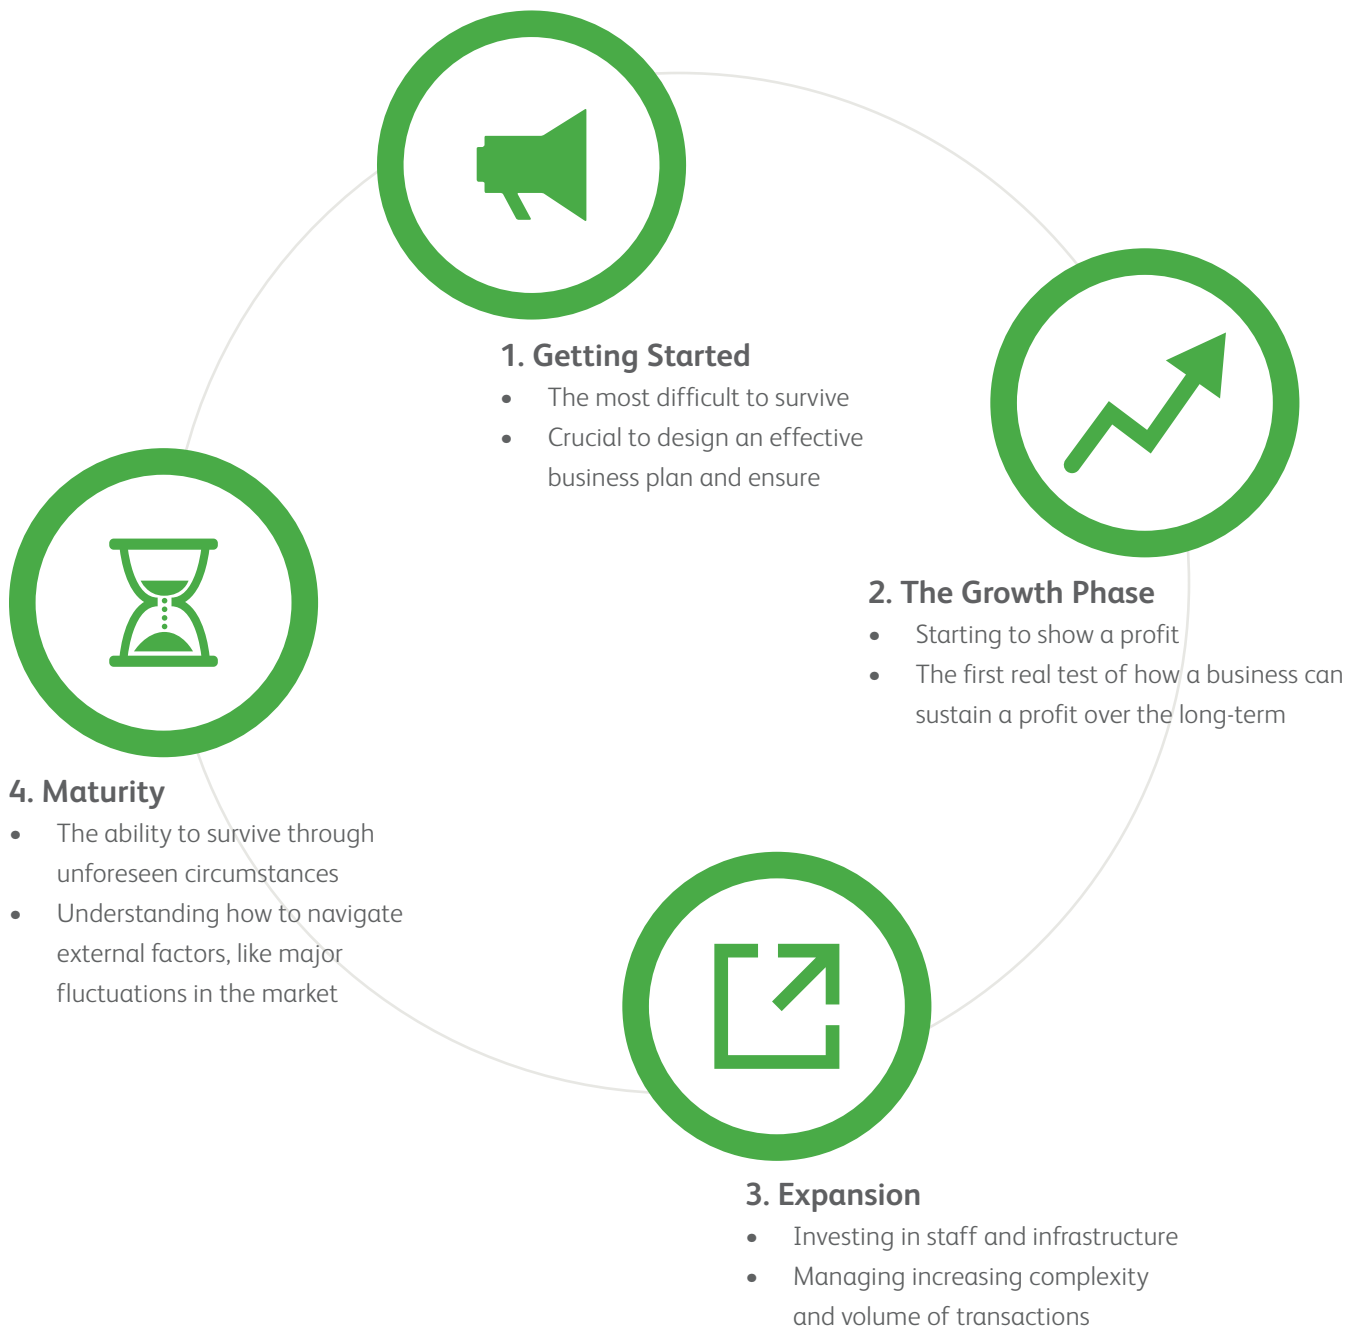 1. Getting Started
• The most difficult to survive
• Crucial to design an effective
business plan and ensure
2. The Growth Phase
• Starting to show a profit
• The first real test of how a business can
sustain a profit over the long-term
3. Expansion
• Investing in staff and infrastructure
• Managing increasing complexity
and volume of transactions
4. Maturity
• The ability to survive through
unforeseen circumstances
• Understanding how to navigate
external factors, like major
fluctuations in the market